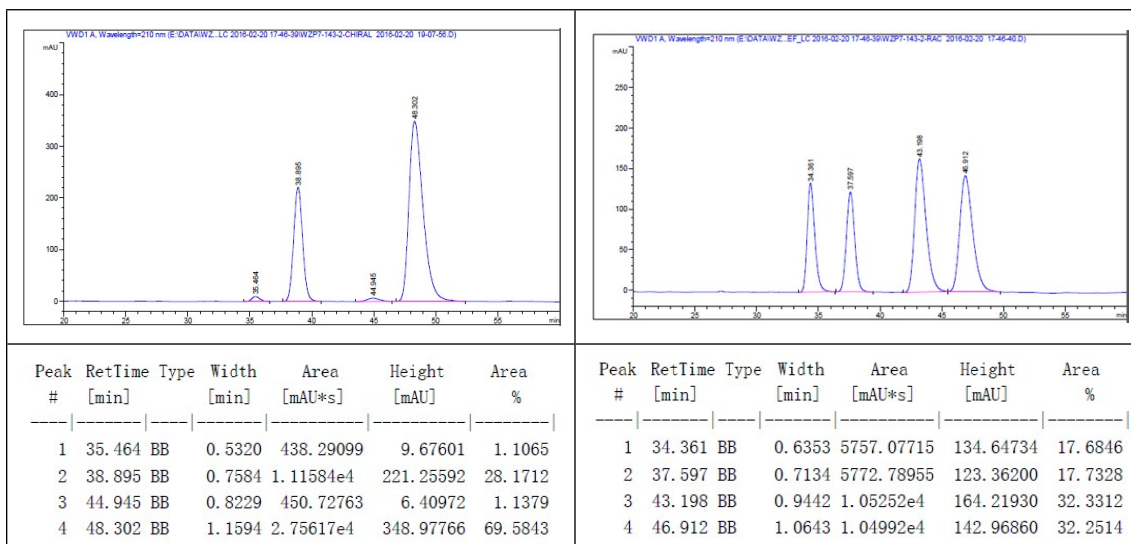 VWD1 A, Wavelength=210 nm (E:\DATA\WZ...LC 2016-02-20 17-46-39\WZP7-143-2-CHIRAL 2016-02-20 19-07-56.D)
mAU
400
300
200
100
0
35.464
38.895
44.945
48.302
20 25 30 35 40 45 50 55 min
Peak RetTime Type Width Area Height Area
# [min] [min] [mAU*s] [mAU] %
----|-------|----|-------|----------|----------|--------|
1 35.464 BB 0.5320 438.29099 9.67601 1.1065
2 38.895 BB 0.7584 1.11584e4 221.25592 28.1712
3 44.945 BB 0.8229 450.72763 6.40972 1.1379
4 48.302 BB 1.1594 2.75617e4 348.97766 69.5843
VWD1 A, Wavelength=210 nm (E:\DATA\WZ...EF_LC 2016-02-20 17-46-39\WZP7-143-2-RAC 2016-02-20 17-46-40.D)
mAU
300
250
200
150
100
50
0
34.361
37.597
43.198
46.912
20 25 30 35 40 45 50 55 min
Peak RetTime Type Width Area Height Area
# [min] [min] [mAU*s] [mAU] %
----|-------|----|-------|----------|----------|--------|
1 34.361 BB 0.6353 5757.07715 134.64734 17.6846
2 37.597 BB 0.7134 5772.78955 123.36200 17.7328
3 43.198 BB 0.9442 1.05252e4 164.21930 32.3312
4 46.912 BB 1.0643 1.04992e4 142.96860 32.2514